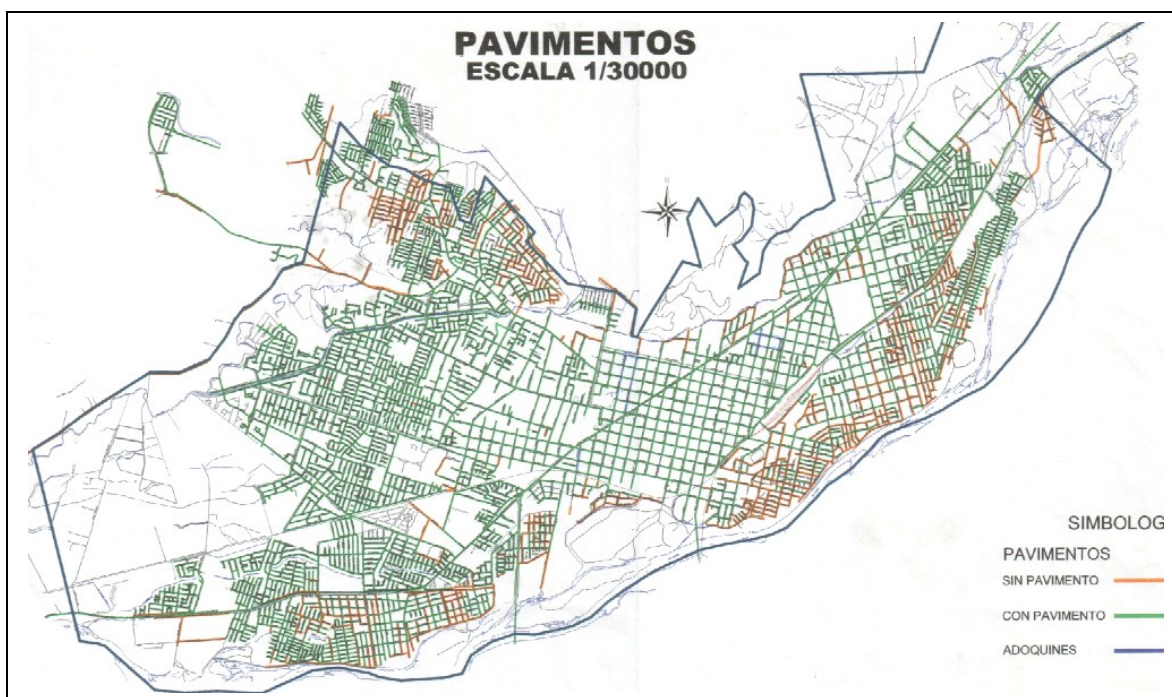 PAVIMENTOS
ESCALA 1/30000
N
SIMBOLOG
PAVIMENTOS
SIN PAVIMENTO
CON PAVIMENTO
ADOQUINES